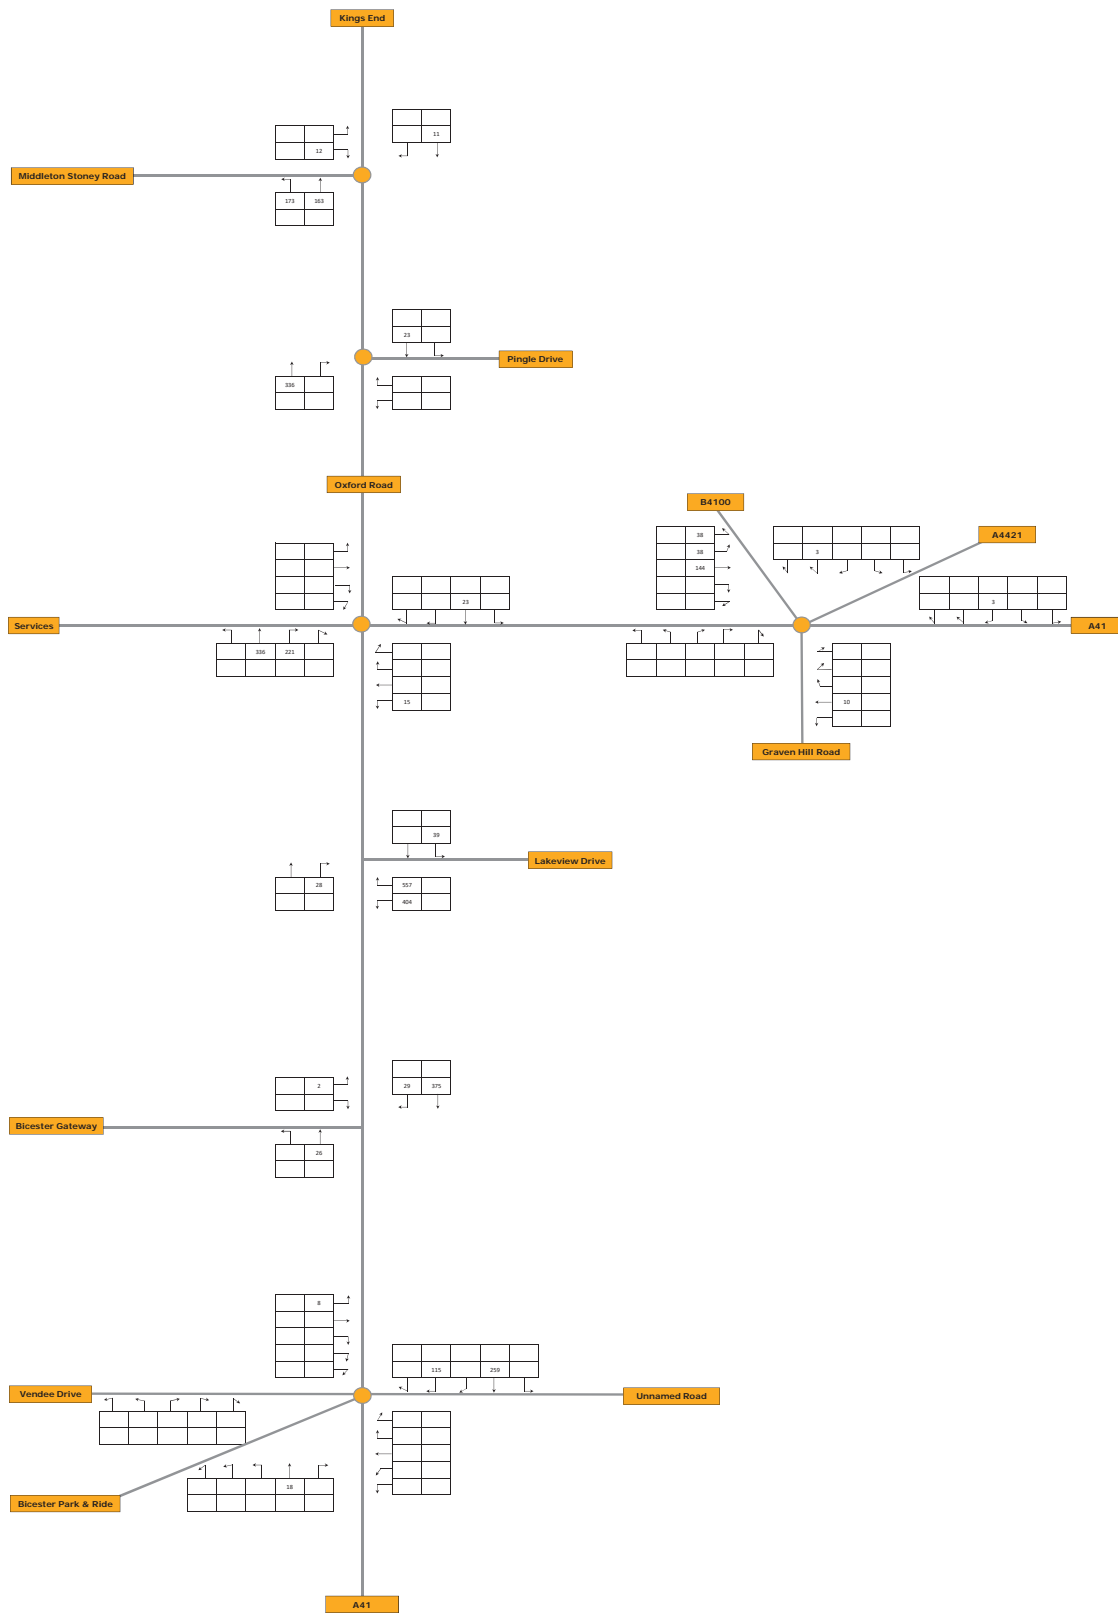 Kings End
11
12
Middleton Stoney Road
173 163
23
Pingle Drive
336
Oxford Road
B4100
38
A4421
38
3
144
23
3
Services
A41
336 221
15
10
Graven Hill Road
39
Lakeview Drive
28
557
404
2
29 375
Bicester Gateway
26
8
115 259
Vendee Drive
Unnamed Road
18
Bicester Park & Ride
A41